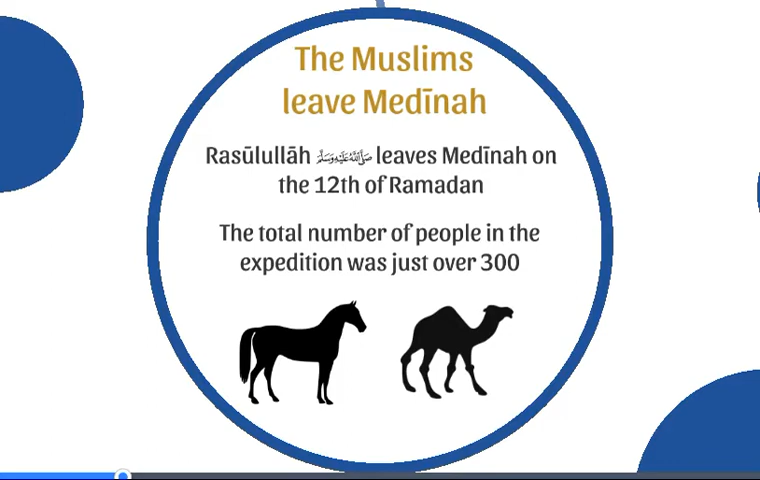 The Muslims
leave Medīnah
Rasūlullāh ﷺ leaves Medīnah on
the 12th of Ramadan
The total number of people in the
expedition was just over 300